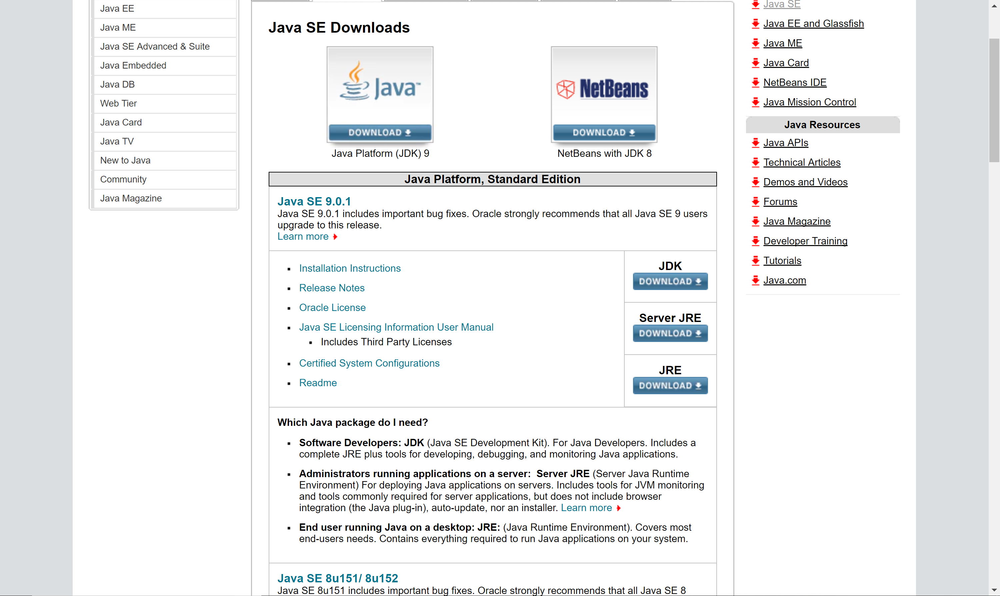 Java EE
Java ME
Java SE Advanced & Suite
Java Embedded
Java DB
Web Tier
Java Card
Java TV
New to Java
Community
Java Magazine
Java SE Downloads
Java™
DOWNLOAD
Java Platform (JDK) 9
NetBeans
DOWNLOAD
NetBeans with JDK 8
Java Platform, Standard Edition
Java SE 9.0.1
Java SE 9.0.1 includes important bug fixes. Oracle strongly recommends that all Java SE 9 users
upgrade to this release.
Learn more
Installation Instructions
Release Notes
Oracle License
Java SE Licensing Information User Manual
Includes Third Party Licenses
Certified System Configurations
Readme
JDK
DOWNLOAD
Server JRE
DOWNLOAD
JRE
DOWNLOAD
Which Java package do I need?
Software Developers: JDK (Java SE Development Kit). For Java Developers. Includes a
complete JRE plus tools for developing, debugging, and monitoring Java applications.
Administrators running applications on a server:  Server JRE (Server Java Runtime
Environment) For deploying Java applications on servers. Includes tools for JVM monitoring
and tools commonly required for server applications, but does not include browser
integration (the Java plug-in), auto-update, nor an installer. Learn more
End user running Java on a desktop: JRE: (Java Runtime Environment). Covers most
end-users needs. Contains everything required to run Java applications on your system.
Java SE 8u151/ 8u152
Java SE 8u151 includes important bug fixes. Oracle strongly recommends that all Java SE 8
Java SE
Java EE and Glassfish
Java ME
Java Card
NetBeans IDE
Java Mission Control
Java Resources
Java APIs
Technical Articles
Demos and Videos
Forums
Java Magazine
Developer Training
Tutorials
Java.com